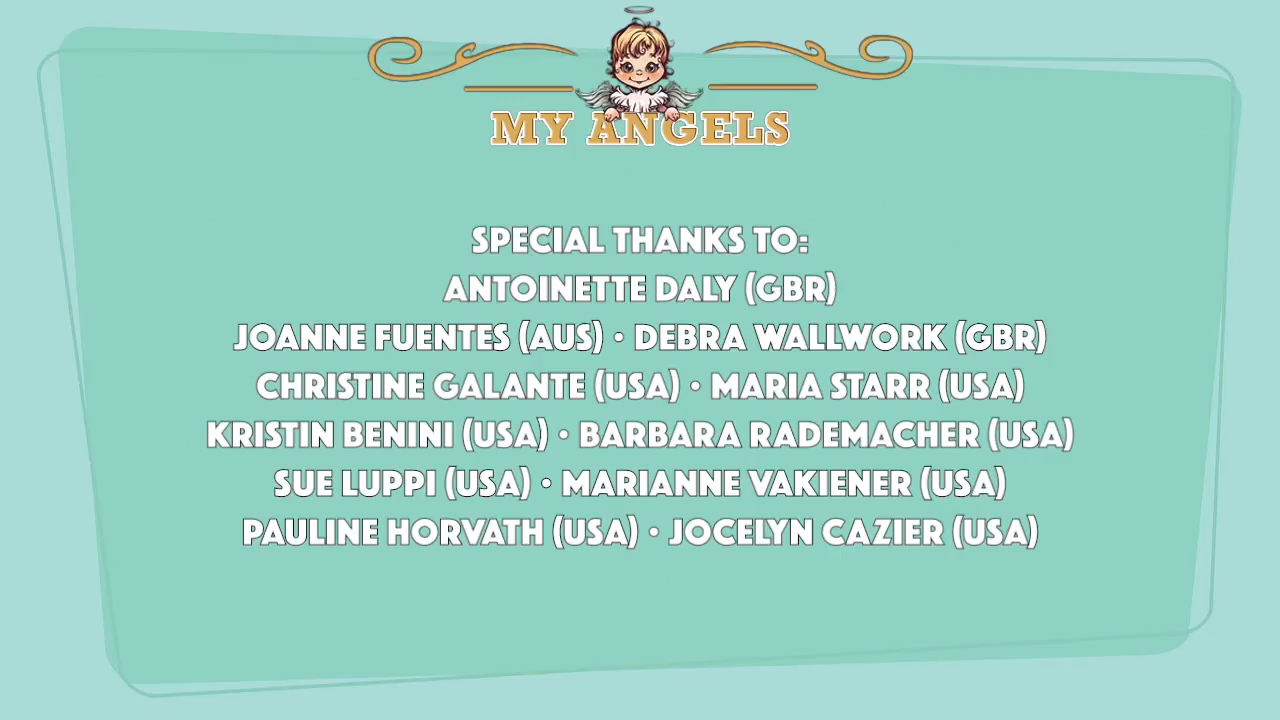 MY ANGELS
SPECIAL THANKS TO:
ANTOINETTE DALY (GBR)
JOANNE FUENTES (AUS) • DEBRA WALLWORK (GBR)
CHRISTINE GALANTE (USA) • MARIA STARR (USA)
KRISTIN BENINI (USA) • BARBARA RADEMACHER (USA)
SUE LUPPI (USA) • MARIANNE VAKIENER (USA)
PAULINE HORVATH (USA) • JOCELYN CAZIER (USA)